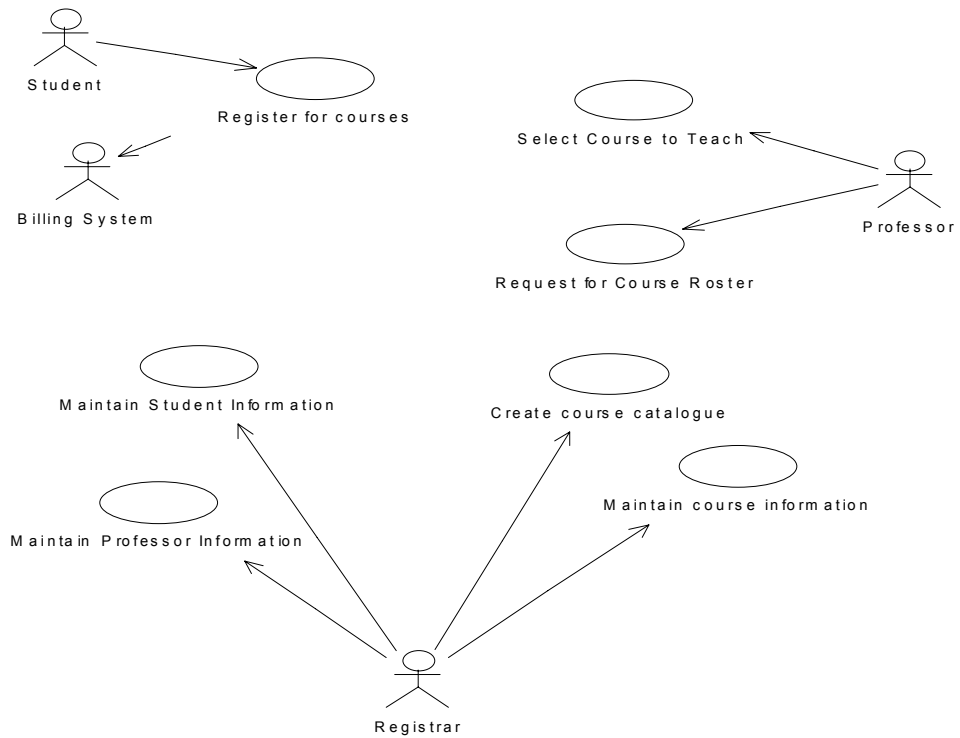 Student
Register for courses
Select Course to Teach
Billing System
Professor
Request for Course Roster
Maintain Student Information
Create course catalogue
Maintain course information
Maintain Professor Information
Registrar